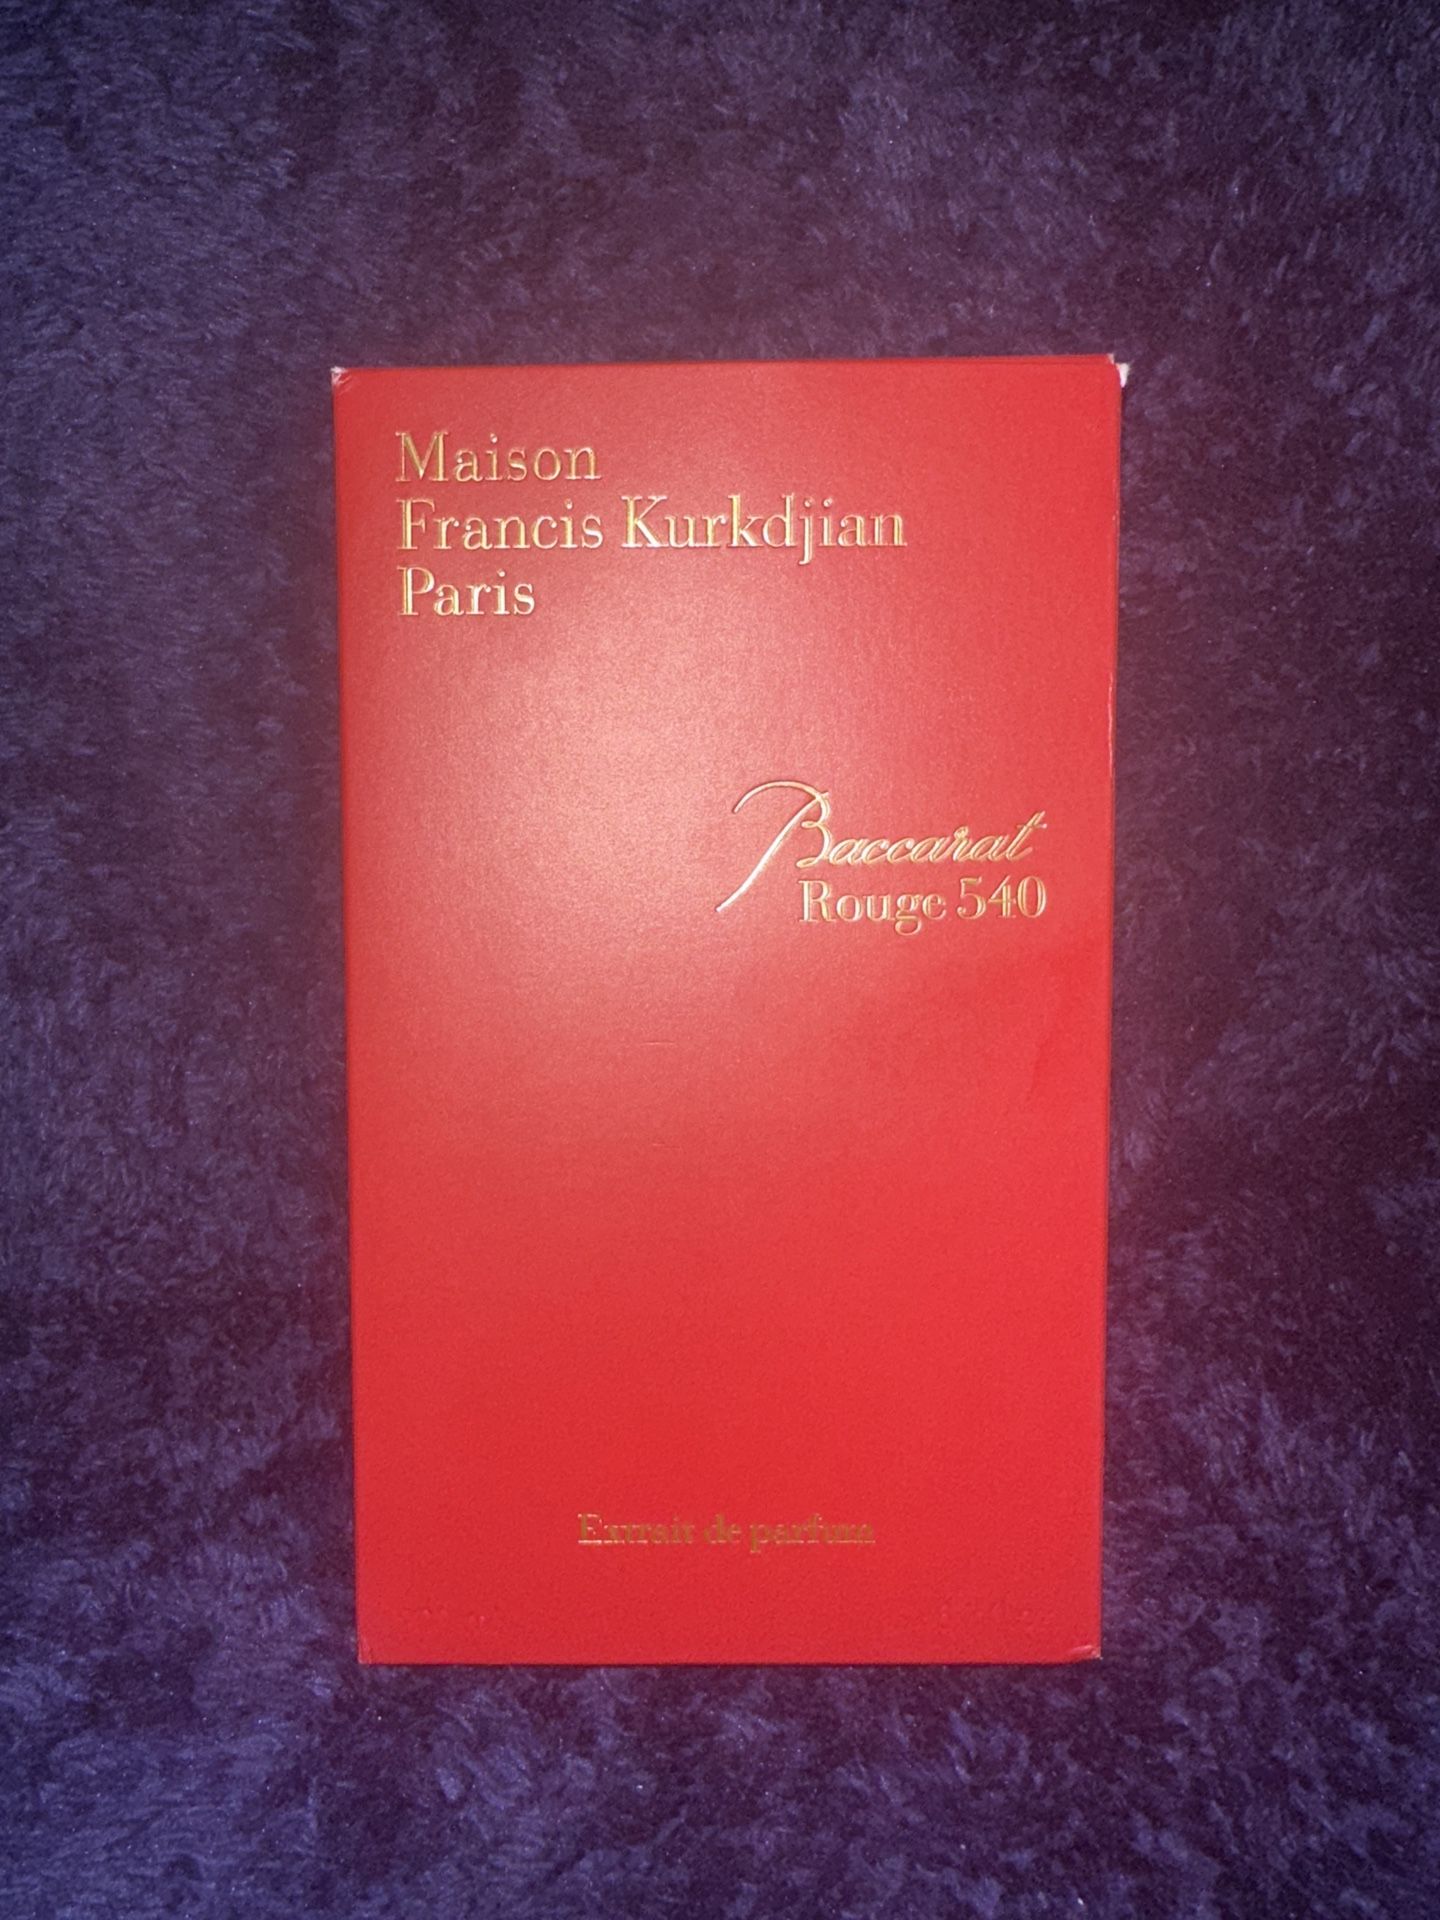 Maison
Francis Kurkdjian
Paris
Baccarat
Rouge 540
Extrait de parfum